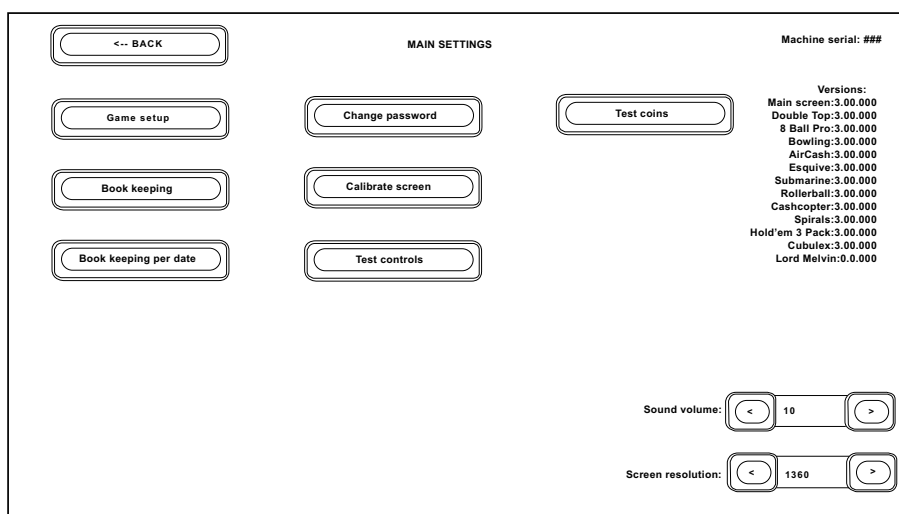 <-- BACK
MAIN SETTINGS
Machine serial: ###
Game setup
Change password
Test coins
Book keeping
Calibrate screen
Book keeping per date
Test controls
Versions:
Main screen:3.00.000
Double Top:3.00.000
8 Ball Pro:3.00.000
Bowling:3.00.000
AirCash:3.00.000
Esquive:3.00.000
Submarine:3.00.000
Rollerball:3.00.000
Cashcopter:3.00.000
Spirals:3.00.000
Hold'em 3 Pack:3.00.000
Cubulex:3.00.000
Lord Melvin:0.0.000
Sound volume: < 10 >
Screen resolution: < 1360 >